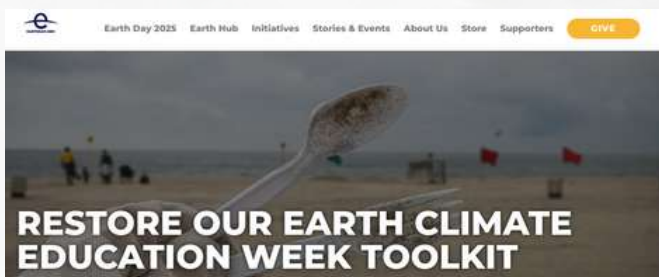 Earth Day 2025 Earth Hub Initiatives Stories & Events About Us Store Supporters GIVE
RESTORE OUR EARTH CLIMATE
EDUCATION WEEK TOOLKIT